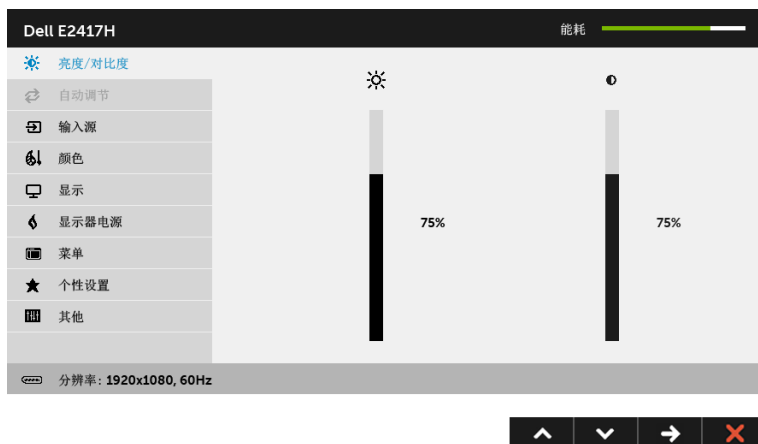 Dell E2417H
能耗
亮度/对比度
自动调节
输入源
颜色
显示
显示器电源
菜单
个性设置
其他
75%
75%
分辨率: 1920x1080, 60Hz